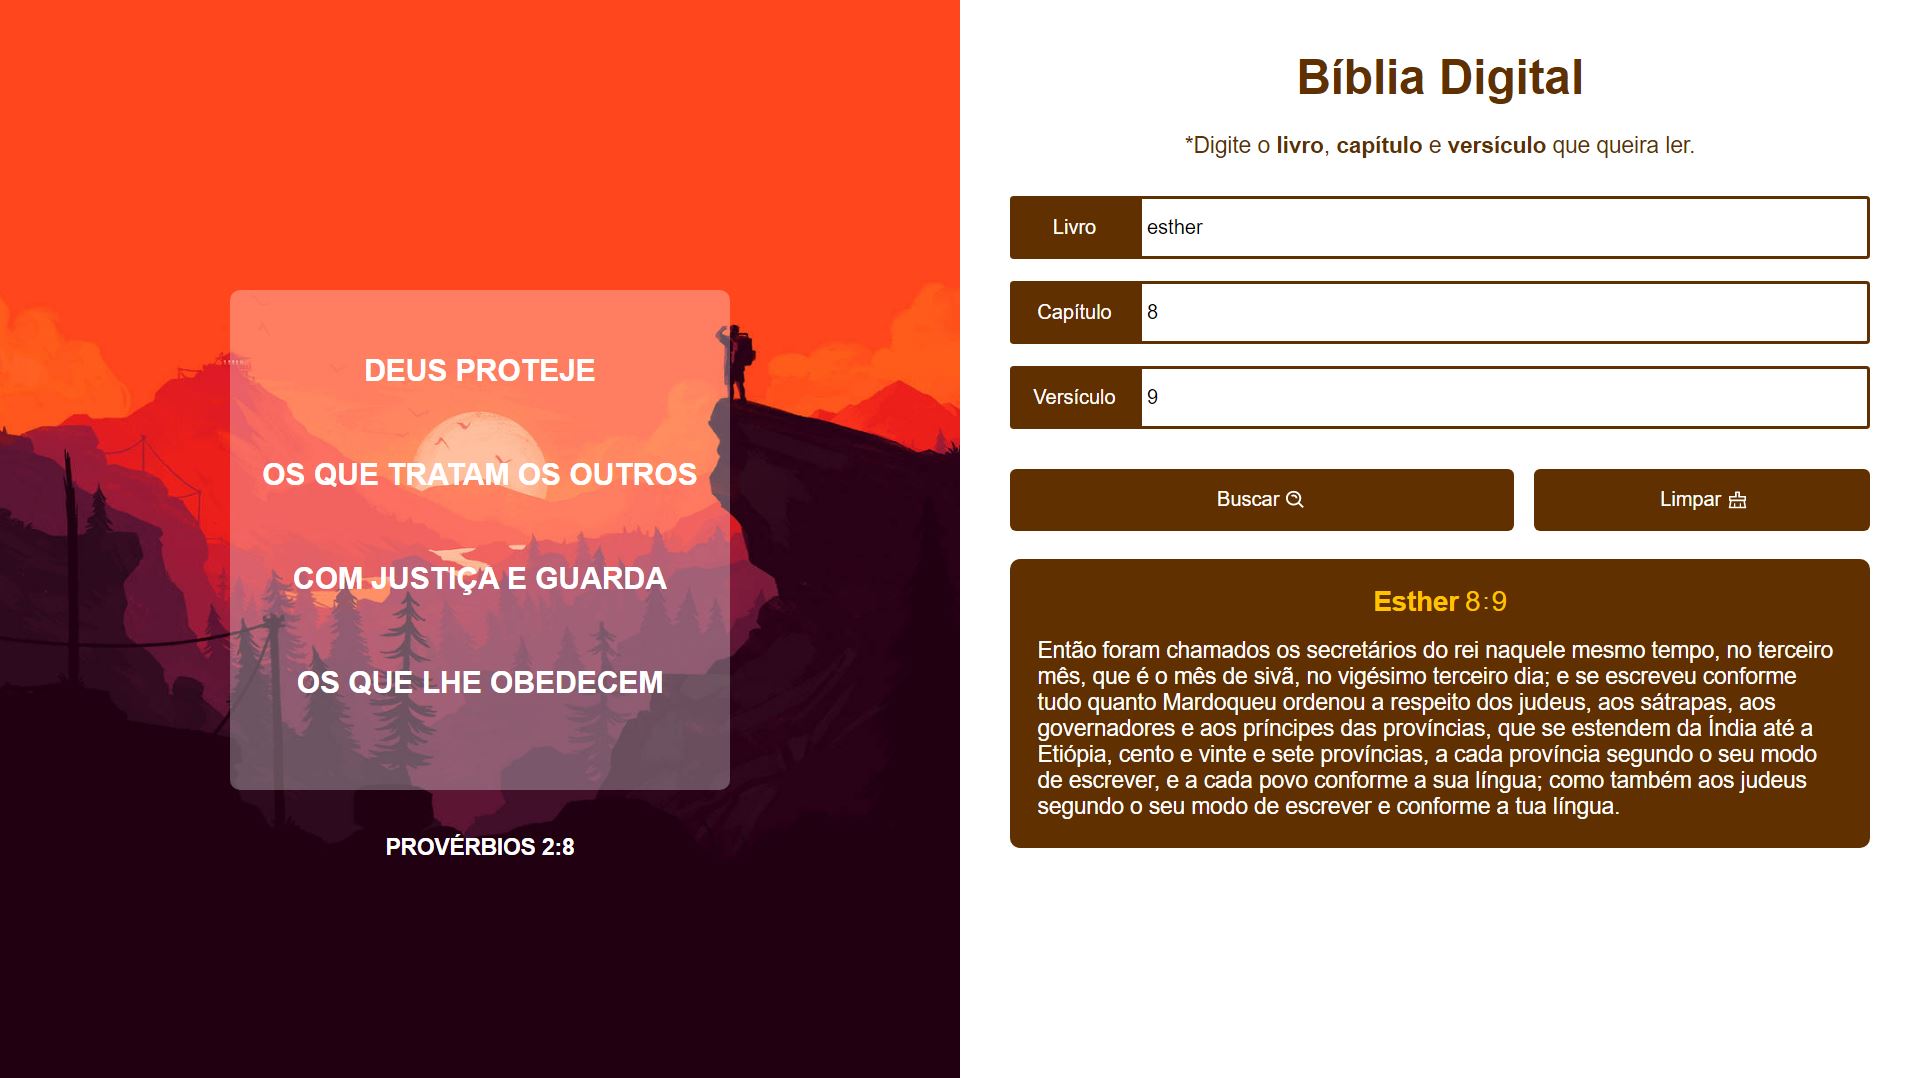 DEUS PROTEJE
OS QUE TRATAM OS OUTROS
COM JUSTIÇA E GUARDA
OS QUE LHE OBEDECEM
PROVÉRBIOS 2:8
Bíblia Digital
*Digite o livro, capítulo e versículo que queira ler.
Livro esther
Capítulo 8
Versículo 9
Buscar Limpar
Esther 8:9
Então foram chamados os secretários do rei naquele mesmo tempo, no terceiro
mês, que é o mês de sivã, no vigésimo terceiro dia; e se escreveu conforme
tudo quanto Mardoqueu ordenou a respeito dos judeus, aos sátrapas, aos
governadores e aos príncipes das províncias, que se estendem da Índia até a
Etiópia, cento e vinte e sete províncias, a cada província segundo o seu modo
de escrever, e a cada povo conforme a sua língua; como também aos judeus
segundo o seu modo de escrever e conforme a tua língua.